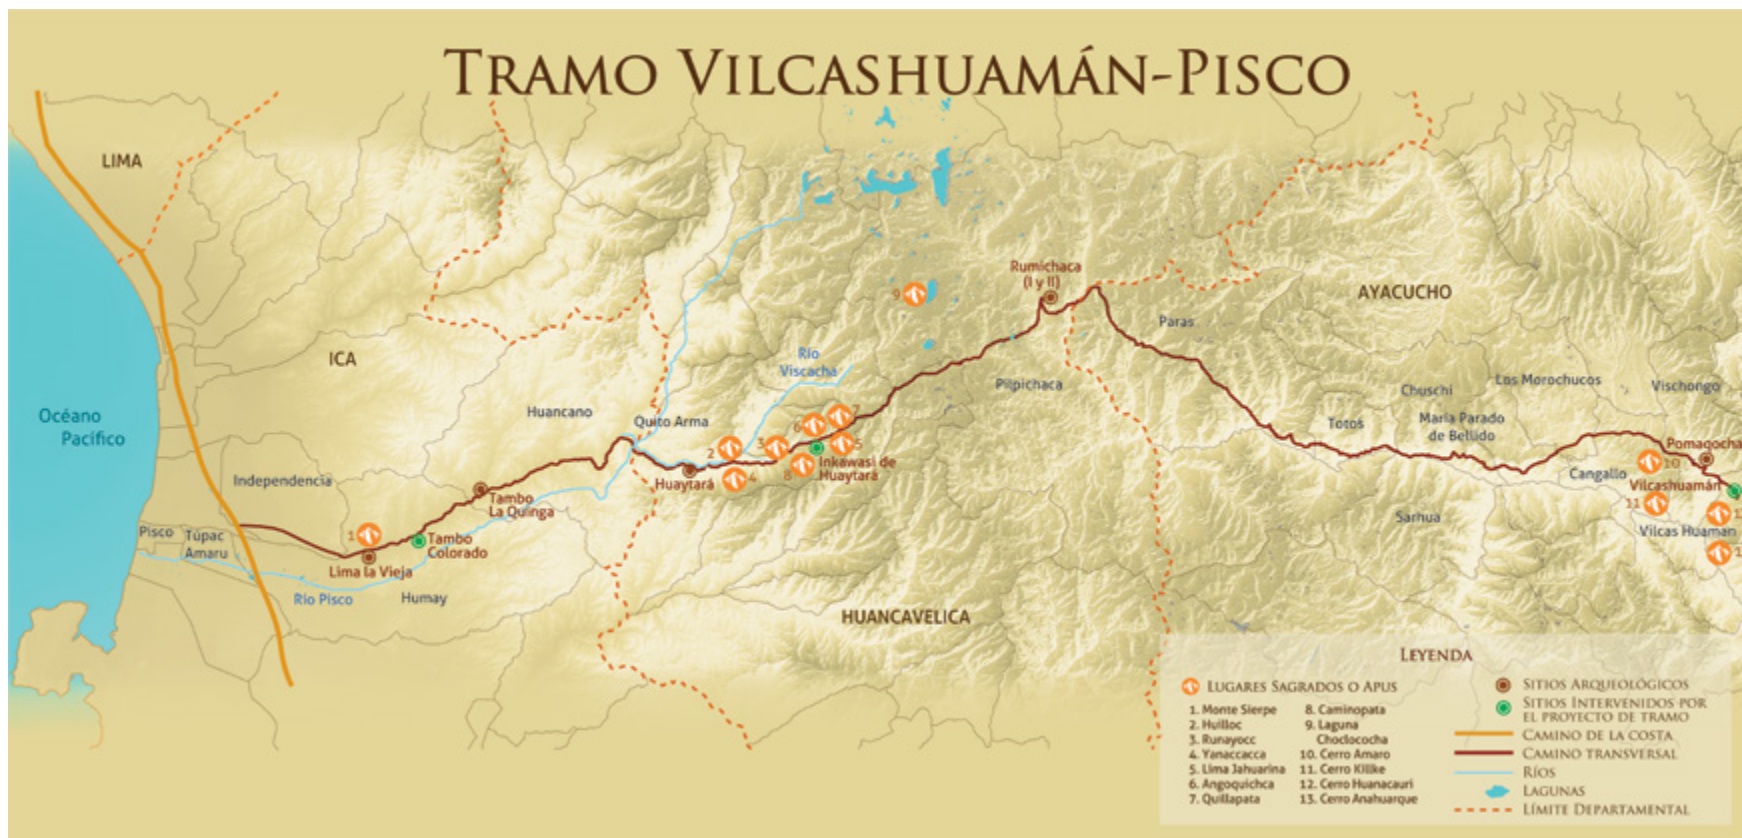 TRAMO VILCASHUAMÁN-PISCO
LIMA
ICA
Océano
Pacífico
Independencia
Pisco
Túpac
Amaru
1
Lima la Vieja
Río Pisco
Humay
Tambo
Colorado
Tambo
La Quinga
Huancano
Quito Arma
Río
Viscacha
2
3
4
5
6
7
8
9
Huaytará
Inkawasi de
Huaytará
HUANCAVELICA
Pilpichaca
Rumichaca
(I y II)
AYACUCHO
Paras
Totos
Chuschi
María Parado
de Bellido
Los Morochucos
Vischongo
Pomaqocha
10
Cangallo
Vilcashuamán
11
Sarhua
Vilcas Huaman
1
1
LEYENDA
LUGARES SAGRADOS O APUS
1. Monte Sierpe
2. Huilloc
3. Runayocc
4. Yanaccacca
5. Lima Jahuarina
6. Angoquichca
7. Quillapata
8. Caminopata
9. Laguna
Choclococha
10. Cerro Amaro
11. Cerro Killke
12. Cerro Huanacauri
13. Cerro Anahuarque
SITIOS ARQUEOLÓGICOS
SITIOS INTERVENIDOS POR
EL PROYECTO DE TRAMO
CAMINO DE LA COSTA
CAMINO TRANSVERSAL
RÍOS
LAGUNAS
LÍMITE DEPARTAMENTAL